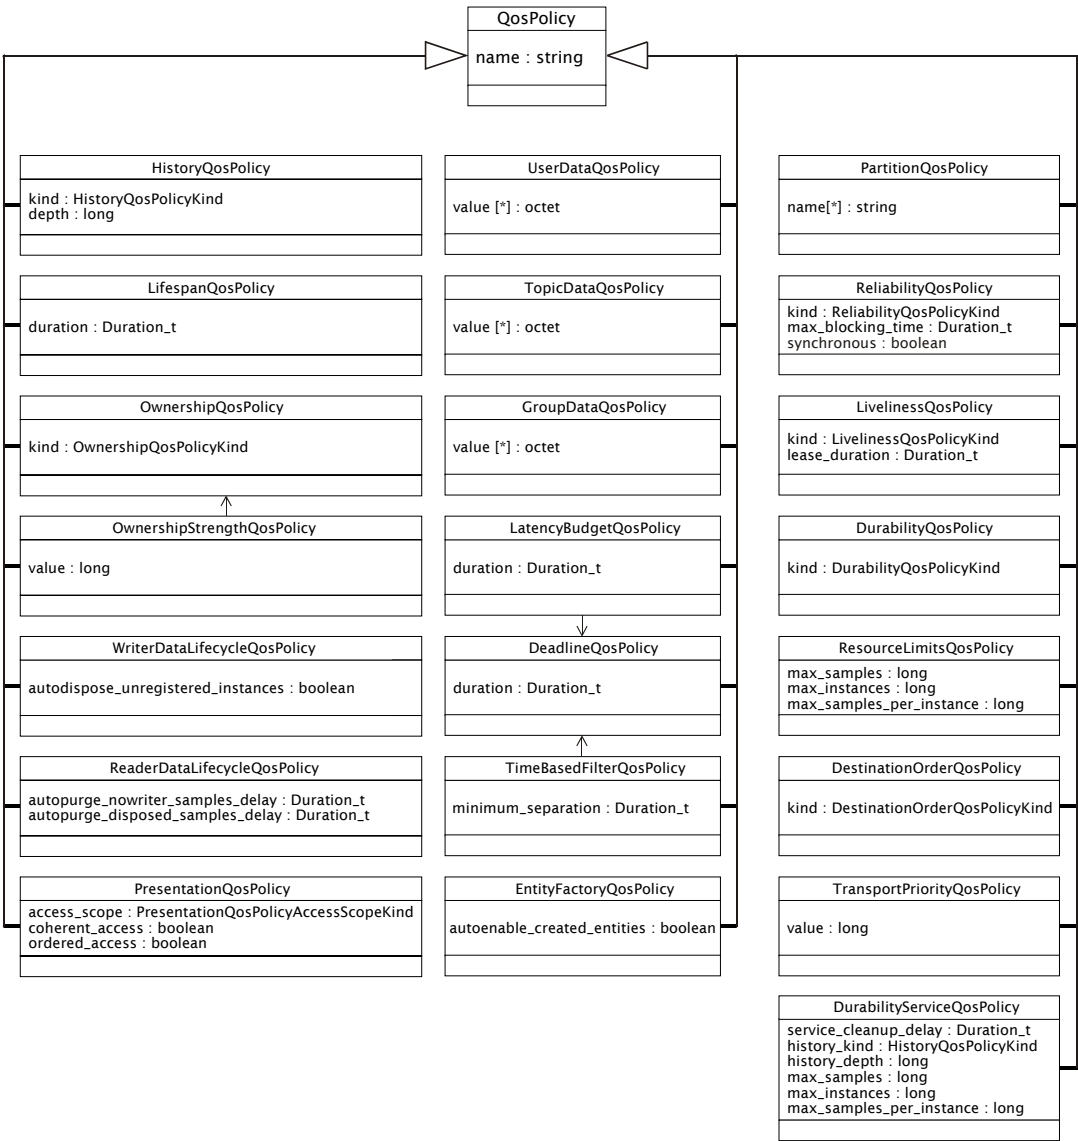 QosPolicy
name : string
HistoryQosPolicy
kind : HistoryQosPolicyKind
depth : long
LifespanQosPolicy
duration : Duration_t
OwnershipQosPolicy
kind : OwnershipQosPolicyKind
OwnershipStrengthQosPolicy
value : long
WriterDataLifecycleQosPolicy
autodispose_unregistered_instances : boolean
ReaderDataLifecycleQosPolicy
autopurge_nowriter_samples_delay : Duration_t
autopurge_disposed_samples_delay : Duration_t
PresentationQosPolicy
access_scope : PresentationQosPolicyAccessScopeKind
coherent_access : boolean
ordered_access : boolean
UserDataQosPolicy
value [*] : octet
TopicDataQosPolicy
value [*] : octet
GroupDataQosPolicy
value [*] : octet
LatencyBudgetQosPolicy
duration : Duration_t
DeadlineQosPolicy
duration : Duration_t
TimeBasedFilterQosPolicy
minimum_separation : Duration_t
EntityFactoryQosPolicy
autoenable_created_entities : boolean
PartitionQosPolicy
name[*] : string
ReliabilityQosPolicy
kind : ReliabilityQosPolicyKind
max_blocking_time : Duration_t
synchronous : boolean
LivelinessQosPolicy
kind : LivelinessQosPolicyKind
lease_duration : Duration_t
DurabilityQosPolicy
kind : DurabilityQosPolicyKind
ResourceLimitsQosPolicy
max_samples : long
max_instances : long
max_samples_per_instance : long
DestinationOrderQosPolicy
kind : DestinationOrderQosPolicyKind
TransportPriorityQosPolicy
value : long
DurabilityServiceQosPolicy
service_cleanup_delay : Duration_t
history_kind : HistoryQosPolicyKind
history_depth : long
max_samples : long
max_instances : long
max_samples_per_instance : long